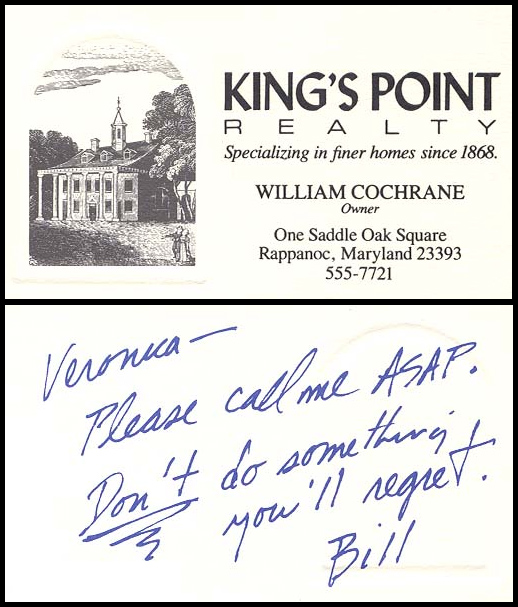 KING'S POINT
REALTY
Specializing in finer homes since 1868.
WILLIAM COCHRANE
Owner
One Saddle Oak Square
Rappanoc, Maryland 23393
555-7721
Veronica—
Please call me ASAP.
Don't do something
you'll regret.
Bill